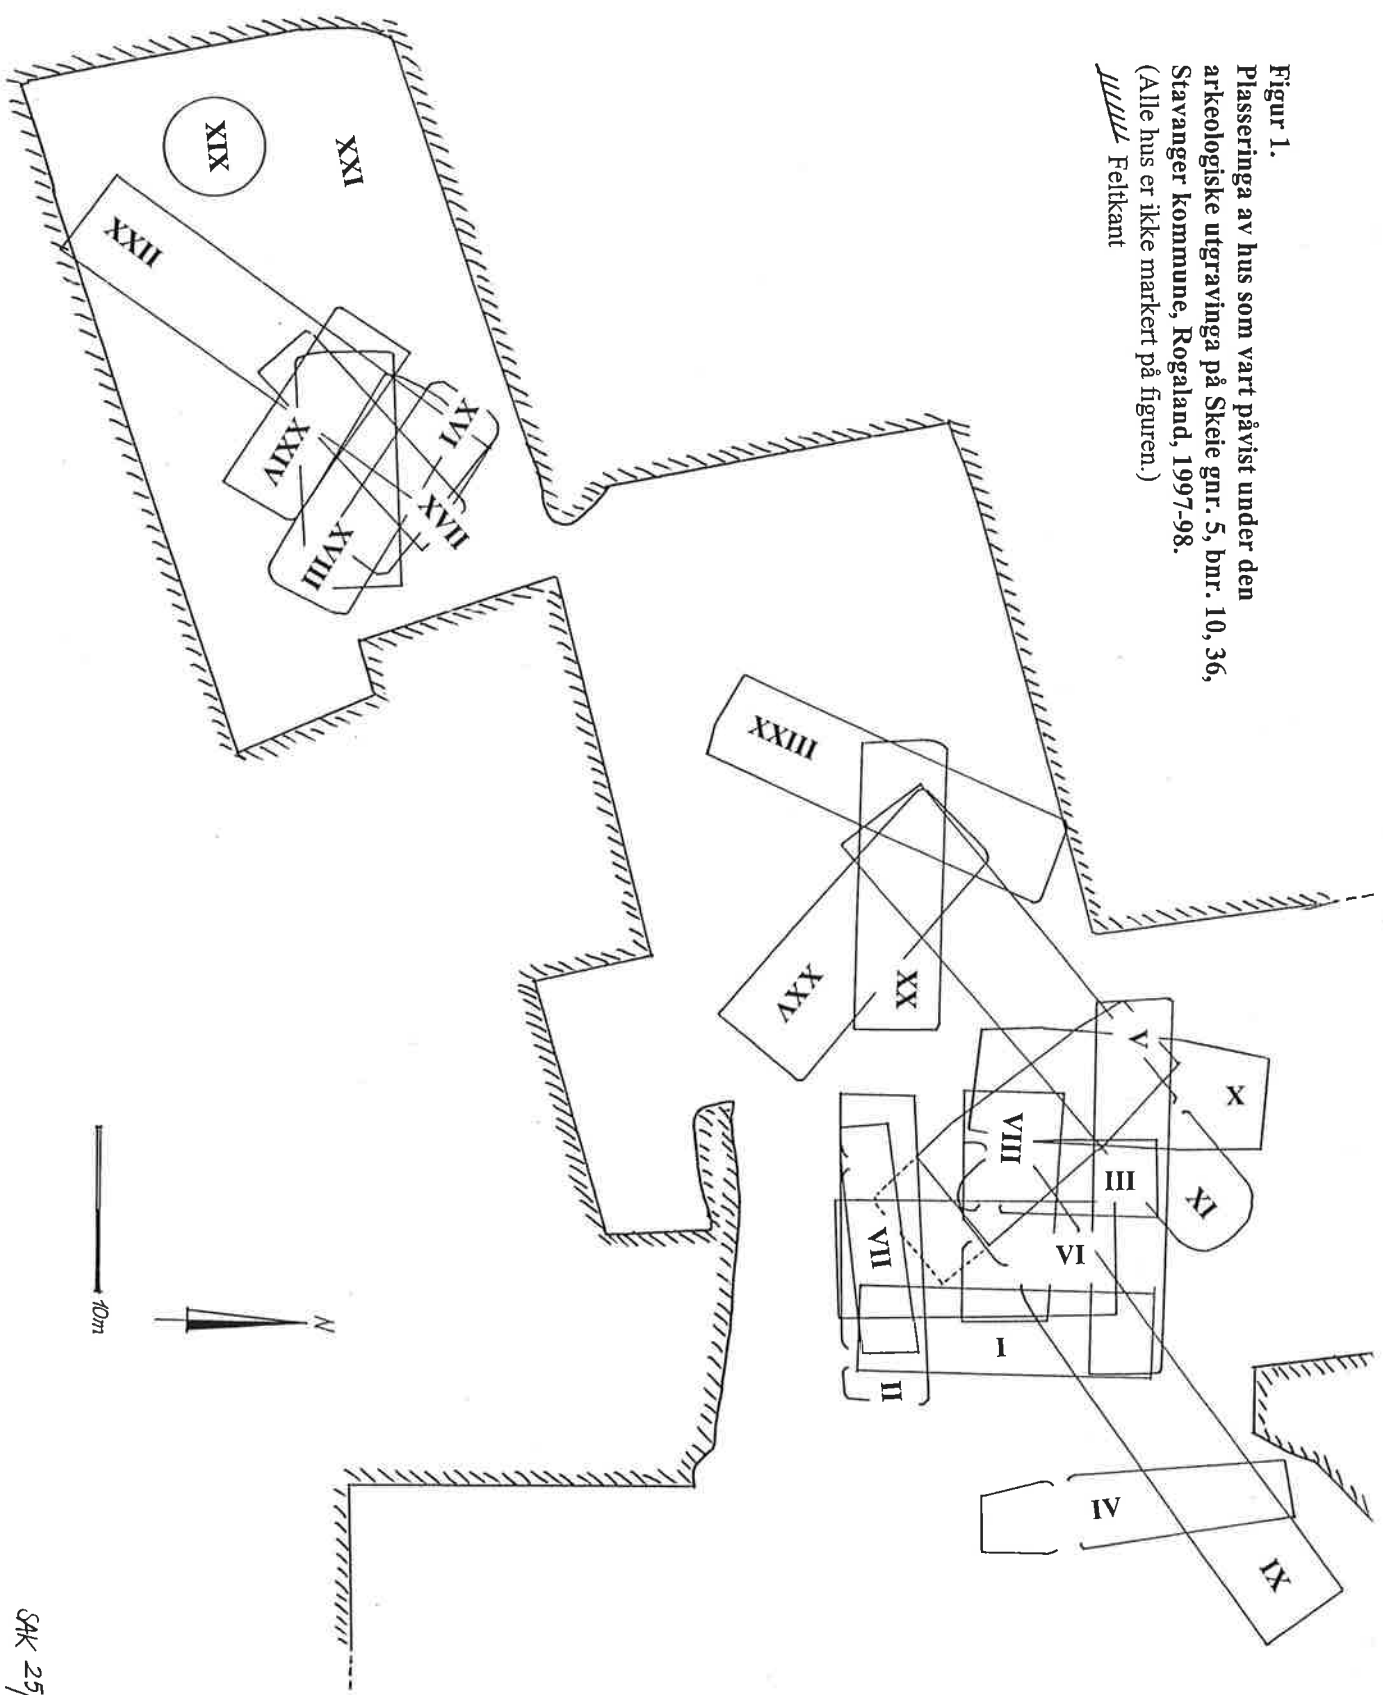 Figur 1.
Plasseringa av hus som vart påvist under den
arkeologiske utgravinga på Skeie gnr. 5, bnr. 10, 36,
Stavanger kommune, Rogaland, 1997-98.
(Alle hus er ikke markert på figuren.)
Feltkant
XXI
XIX
XXII
XVI
XXIV
XVII
XVIII
XXIII
XX
XXV
V
X
VIII
III
XI
VII
VI
I
II
IV
IX
10m
N
SAK 25,